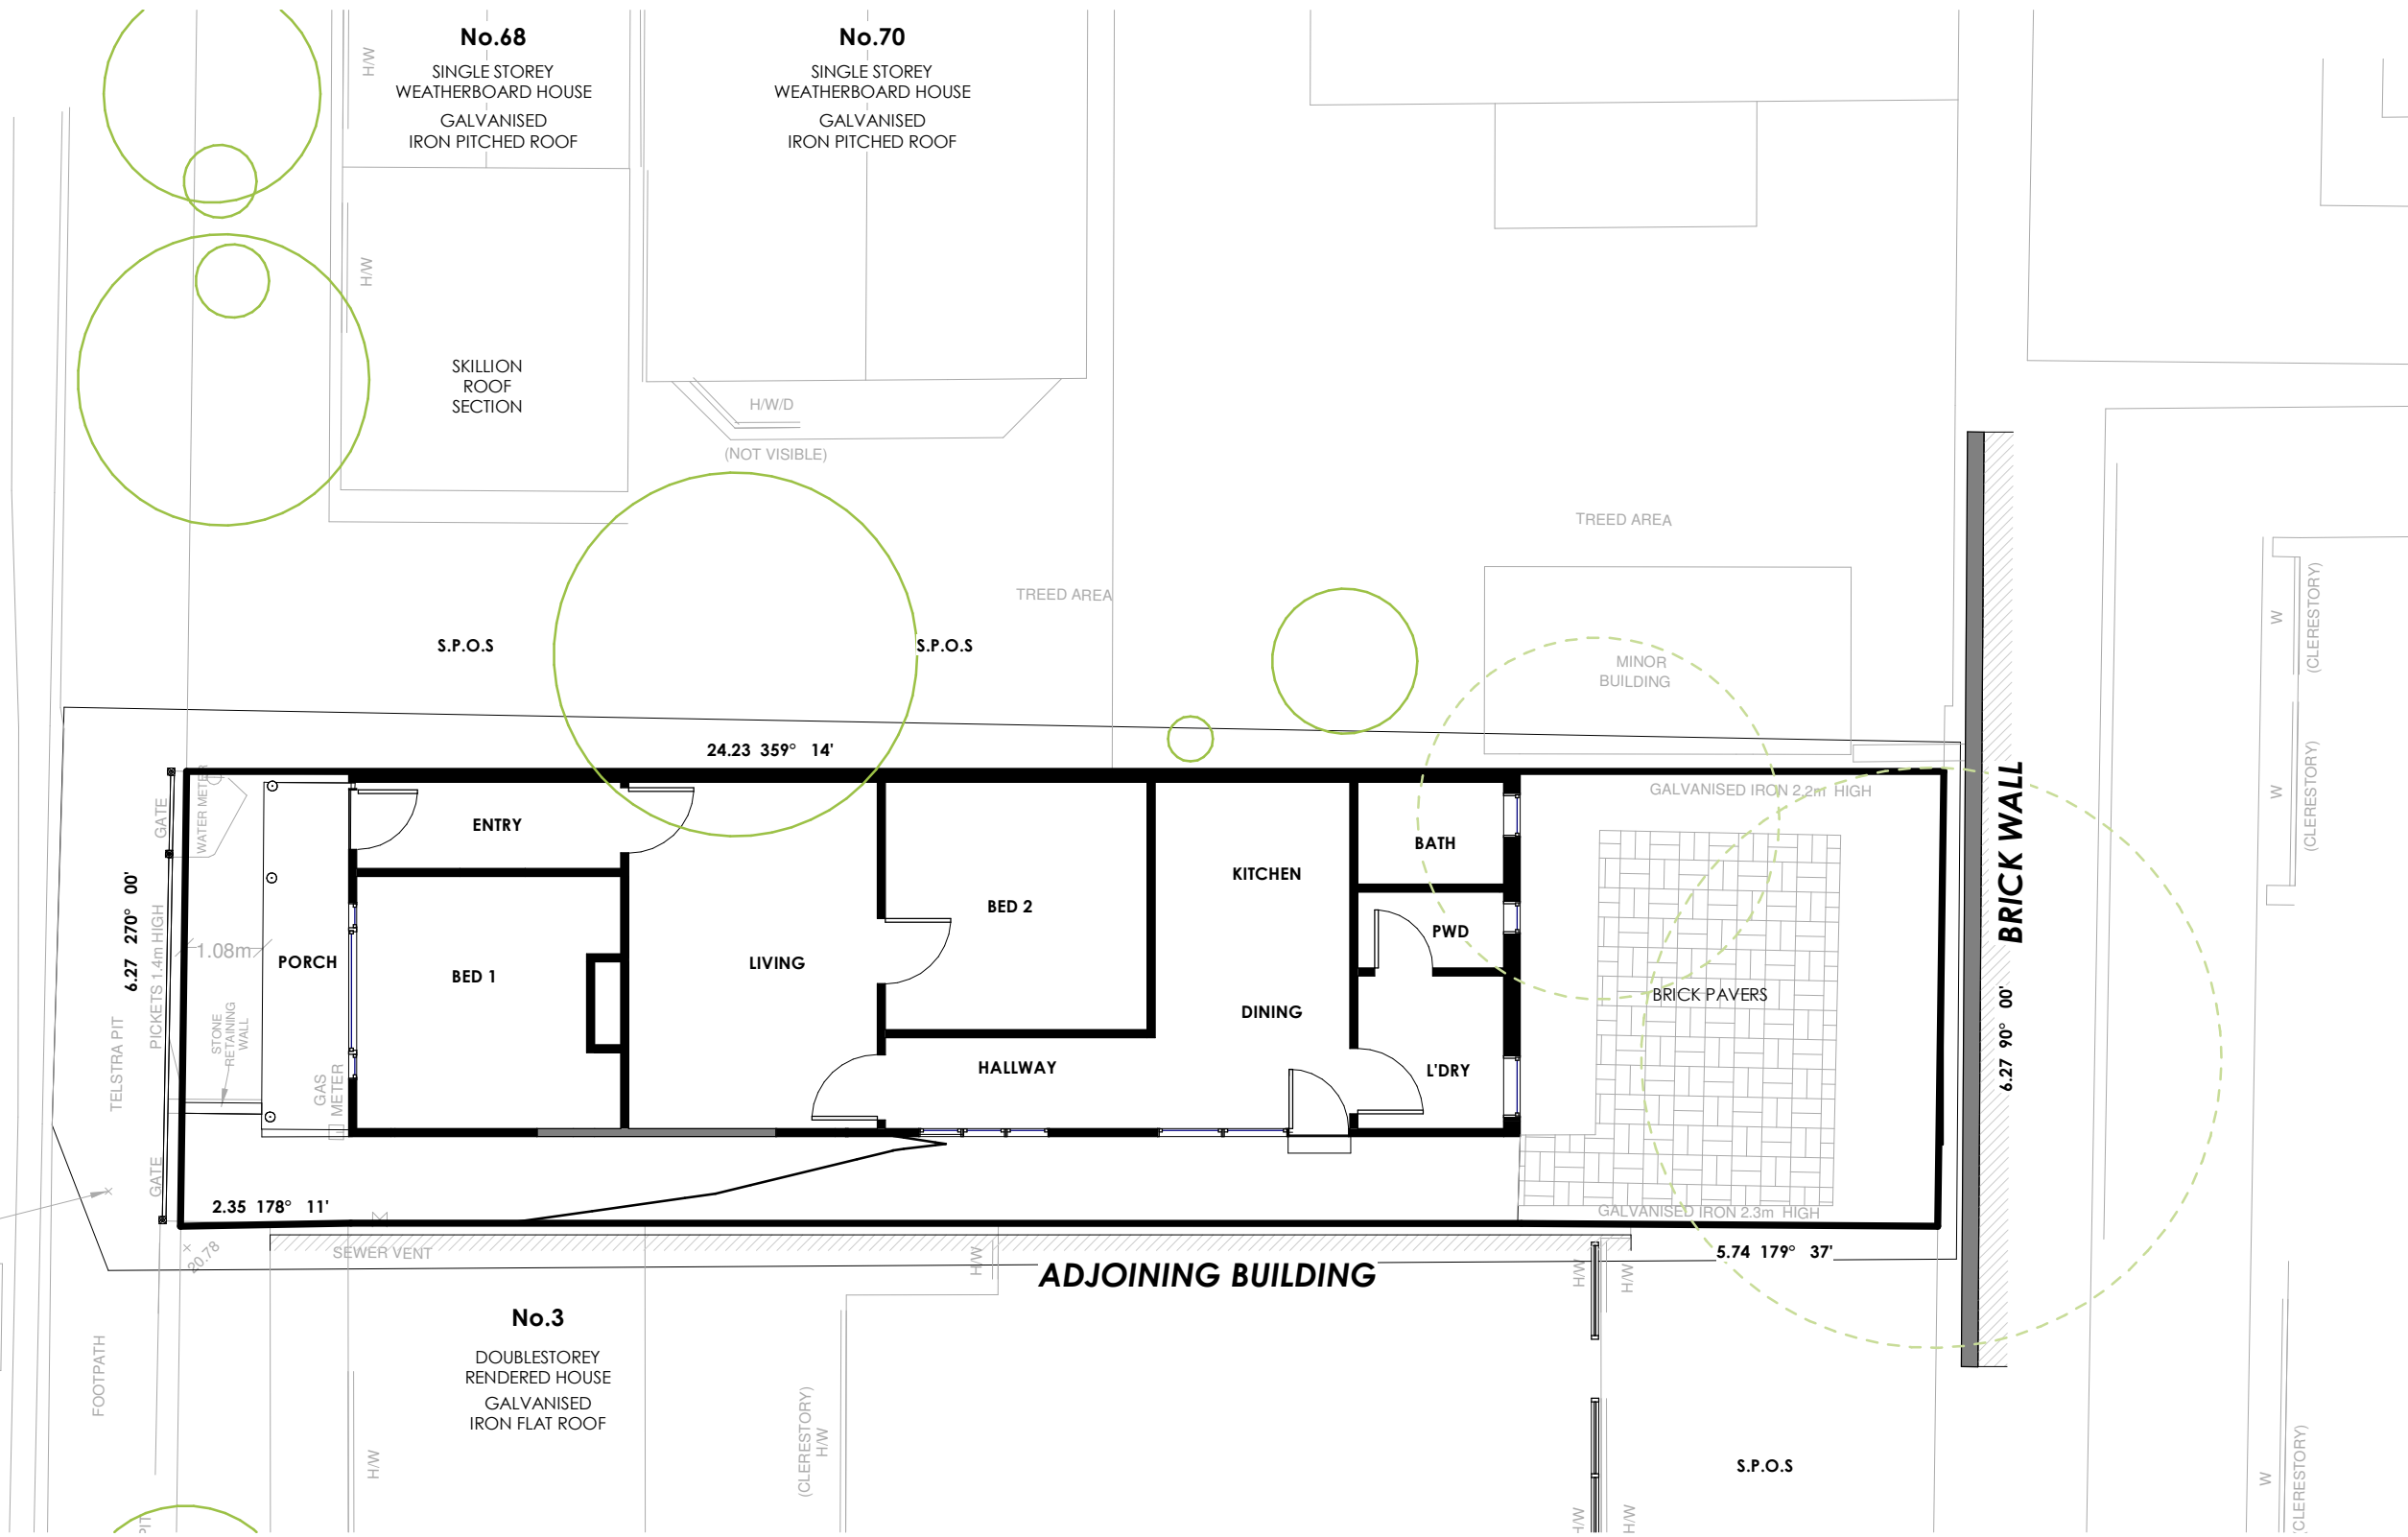 No.68
SINGLE STOREY
WEATHERBOARD HOUSE
GALVANISED
IRON PITCHED ROOF
No.70
SINGLE STOREY
WEATHERBOARD HOUSE
GALVANISED
IRON PITCHED ROOF
H/W
H/W
SKILLION
ROOF
SECTION
H/W/D
(NOT VISIBLE)
TREED AREA
TREED AREA
S.P.O.S
S.P.O.S
MINOR
BUILDING
W
(CLERESTORY)
W
(CLERESTORY)
24.23 359° 14'
GATE
WATER METER
GALVANISED IRON 2.2m HIGH
ENTRY
BATH
KITCHEN
BED 2
PWD
6.27 270° 00'
PICKETS 1.4m HIGH
1.08m
PORCH
BED 1
LIVING
DINING
BRICK PAVERS
BRICK WALL
6.27 90° 00'
TELSTRA PIT
STONE
RETAINING
WALL
GAS
METER
HALLWAY
L'DRY
GATE
2.35 178° 11'
GALVANISED IRON 2.3m HIGH
20.78
SEWER VENT
H/W
ADJOINING BUILDING
H/W
H/W
5.74 179° 37'
No.3
DOUBLESTOREY
RENDERED HOUSE
GALVANISED
IRON FLAT ROOF
FOOTPATH
H/W
(CLERESTORY)
H/W
S.P.O.S
W
(CLERESTORY)
H/W
H/W
PIT